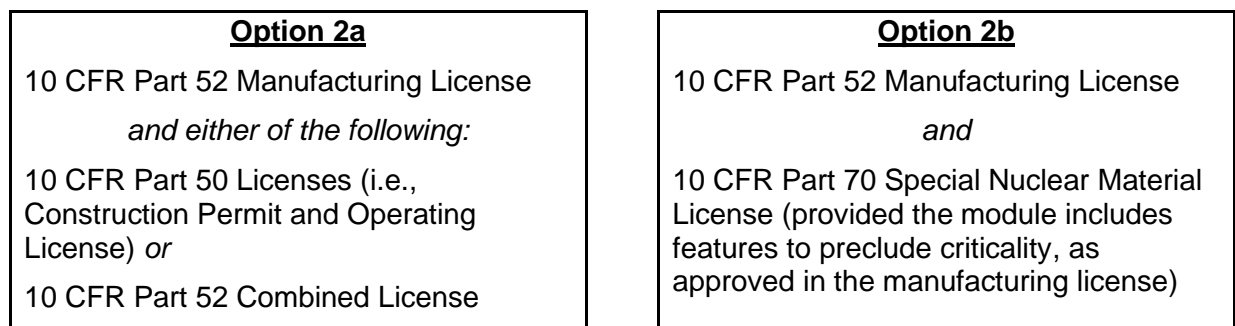 Option 2a
10 CFR Part 52 Manufacturing License
and either of the following:
10 CFR Part 50 Licenses (i.e.,
Construction Permit and Operating
License) or
10 CFR Part 52 Combined License
Option 2b
10 CFR Part 52 Manufacturing License
and
10 CFR Part 70 Special Nuclear Material
License (provided the module includes
features to preclude criticality, as
approved in the manufacturing license)